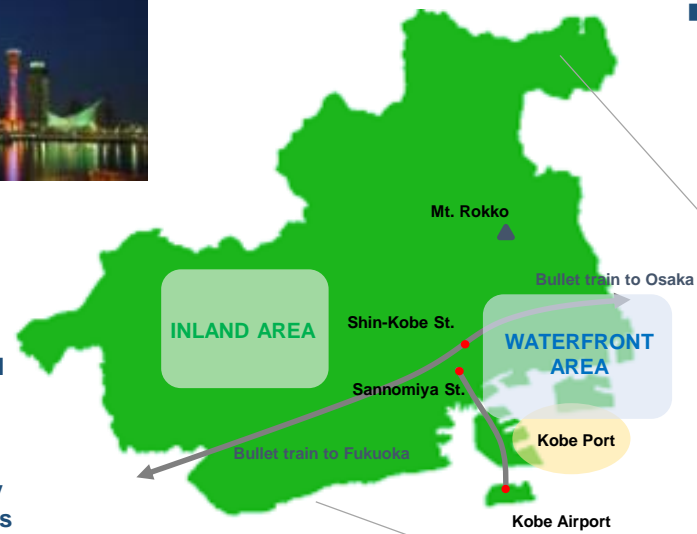 Mt. Rokko
Bullet train to Osaka
INLAND AREA
Shin-Kobe St.
WATERFRONT
AREA
Sannomiya St.
Kobe Port
Bullet train to Fukuoka
Kobe Airport